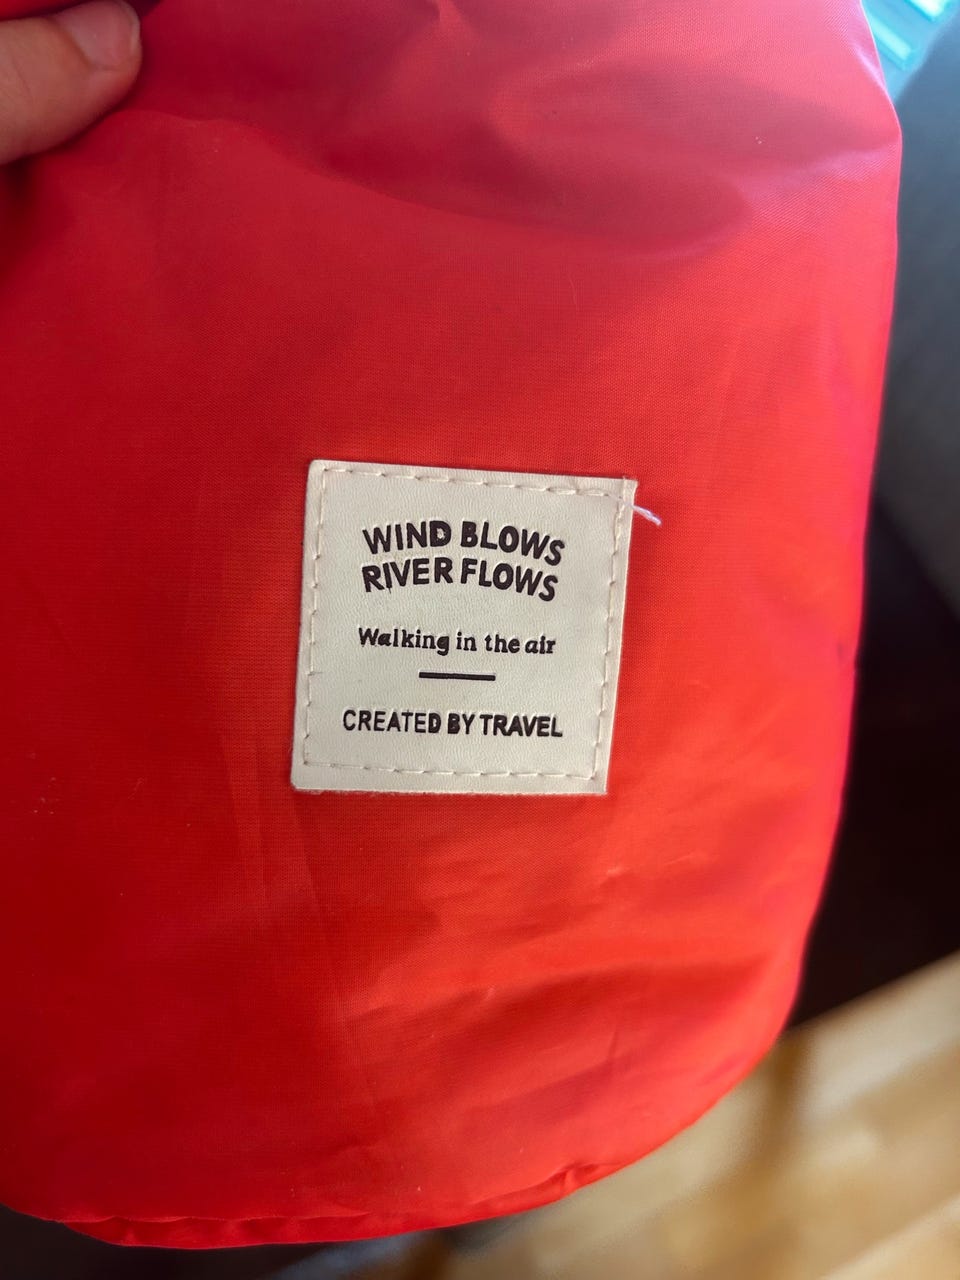 WIND BLOWS
RIVER FLOWS
Walking in the air
CREATED BY TRAVEL